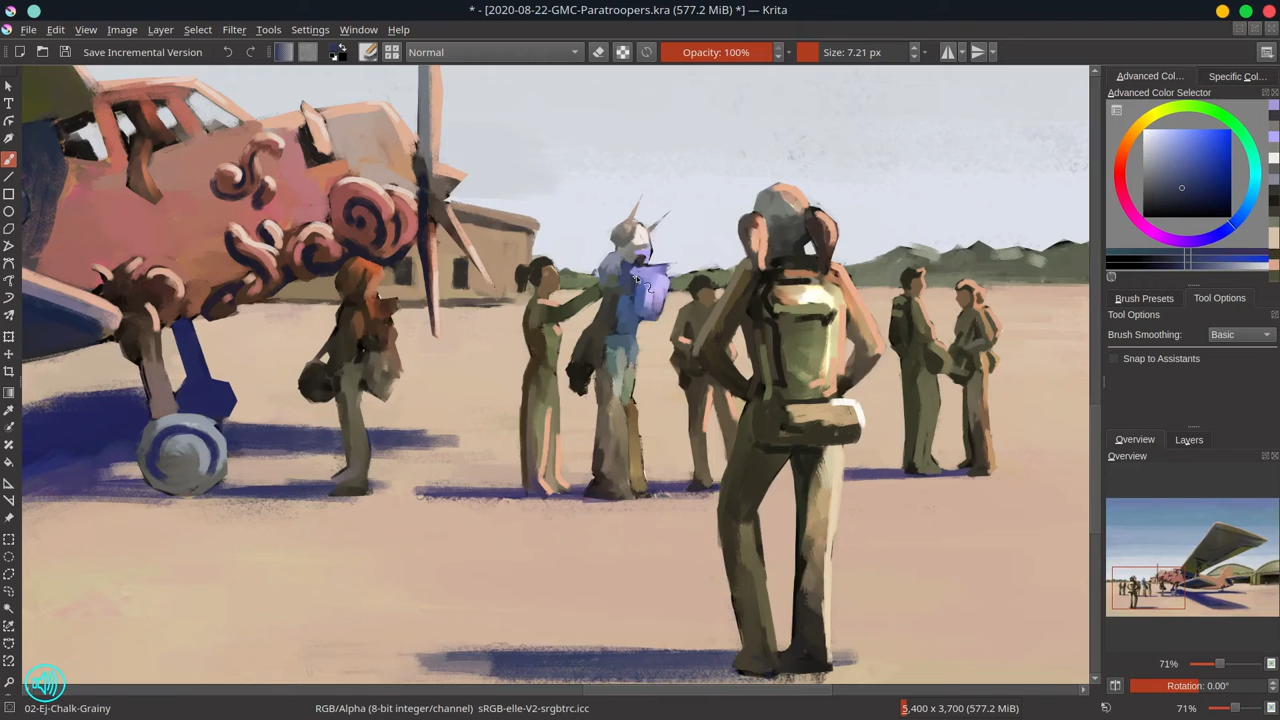 * - [2020-08-22-GMC-Paratroopers.kra (577.2 MiB) *] — Krita
File Edit View Image Layer Select Filter Tools Settings Window Help
Save Incremental Version Normal Opacity: 100% Size: 7.21 px
Advanced Col... Specific Col...
Advanced Color Selector
Brush Presets Tool Options
Tool Options
Brush Smoothing: Basic
Snap to Assistants
Overview Layers
Overview
71%
Rotation: 0.00°
02-Ej-Chalk-Grainy RGB/Alpha (8-bit integer/channel) sRGB-elle-V2-srgbtrc.icc 5,400 x 3,700 (577.2 MiB) 71%